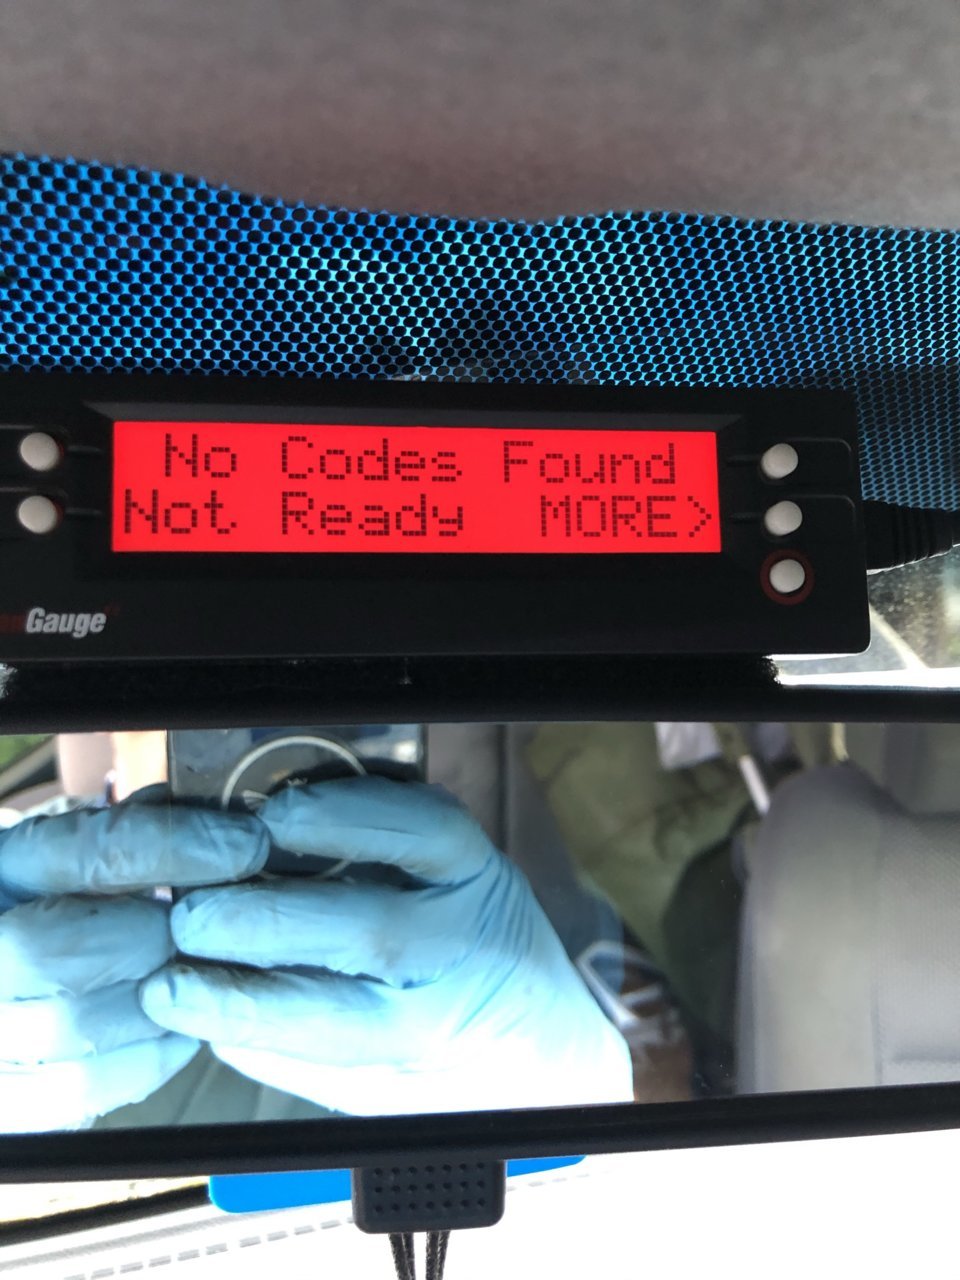 No Codes Found
Not Ready MORE>
Gauge